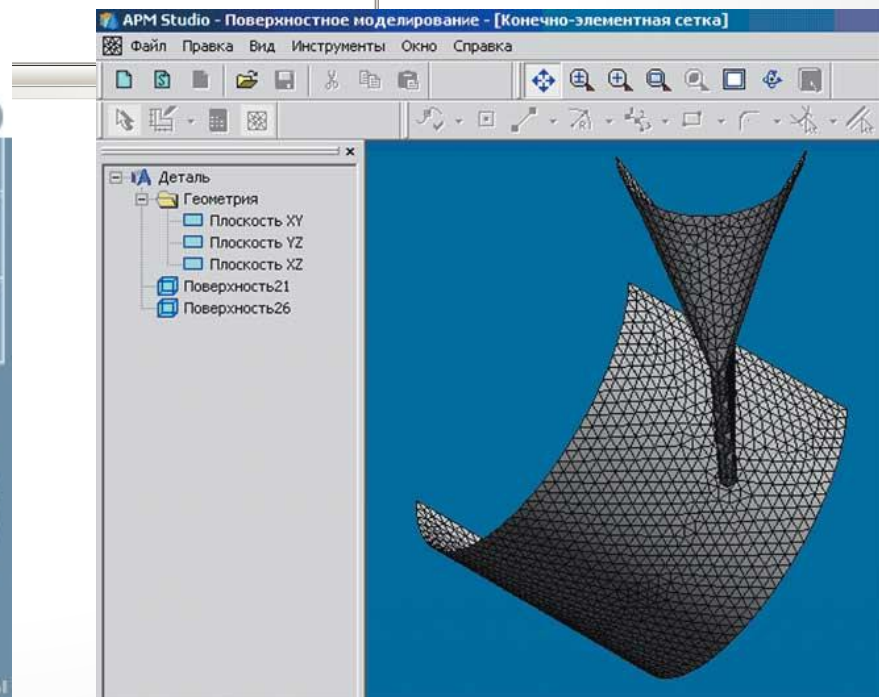 APM Studio - Поверхностное моделирование - [Конечно-элементная сетка]
Файл Правка Вид Инструменты Окно Справка
Деталь
Геометрия
Плоскость XY
Плоскость YZ
Плоскость XZ
Поверхность21
Поверхность26